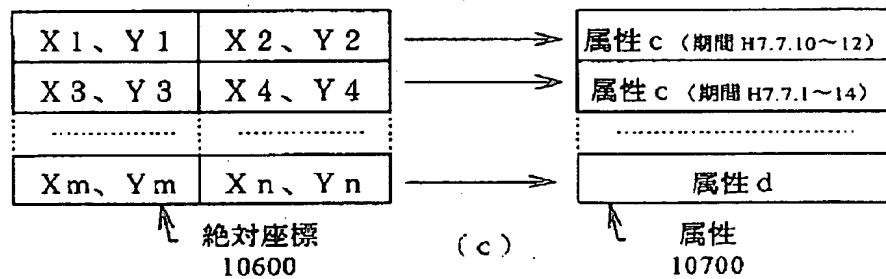 X1、Y1 X2、Y2 属性c（期間H7.7.10〜12）
X3、Y3 X4、Y4 属性c（期間H7.7.1〜14）
Xm、Ym Xn、Yn 属性d
絶対座標 (c) 属性
10600 10700